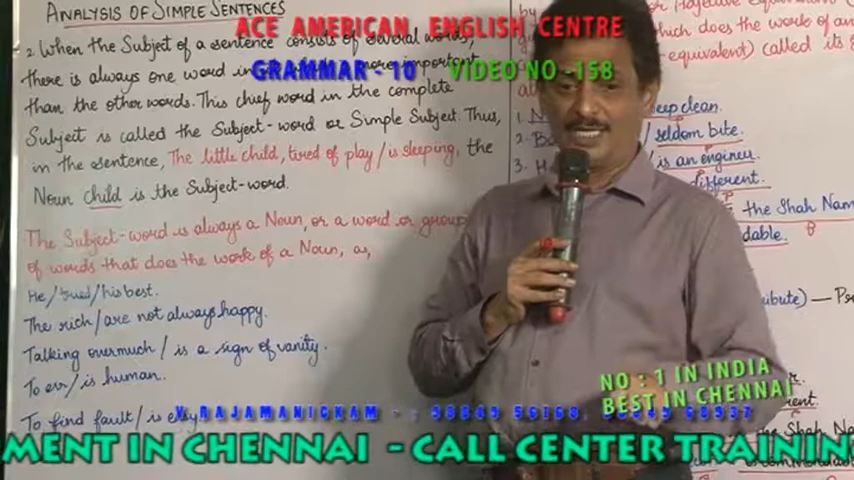 ANALYSIS OF SIMPLE SENTENCES
ACE AMERICAN ENGLISH CENTRE
GRAMMAR - 10 VIDEO NO -158
2. When the Subject of a sentence consists of several words,
there is always one word in more important
than the other words. This chief word in the complete
Subject is called the Subject-word or Simple Subject. Thus,
in the sentence, The little child, tired of play / is sleeping, the
Noun child is the Subject-word.
The Subject-word is always a Noun, or a word or group
of words that does the work of a Noun, as,
He / tried / his best.
The rich / are not always happy.
Talking overmuch / is a sign of vanity.
To err / is human.
To find fault / is easy
which does the work of an
equivalent) called its
deep clean.
/ seldom bite.
/ is an engineer.
different.
the Shah Nam
dable.
NO : 1 IN INDIA
BEST IN CHENNAI
V. RAJAMANICKAM - : 98849
MENT IN CHENNAI - CALL CENTER TRAINING